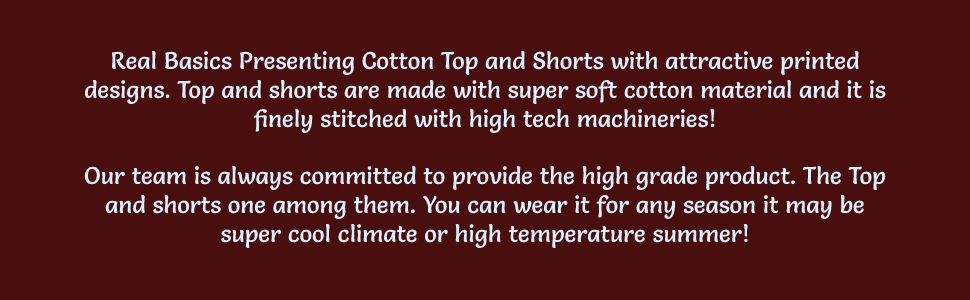 Real Basics Presenting Cotton Top and Shorts with attractive printed
designs. Top and shorts are made with super soft cotton material and it is
finely stitched with high tech machineries!
Our team is always committed to provide the high grade product. The Top
and shorts one among them. You can wear it for any season it may be
super cool climate or high temperature summer!